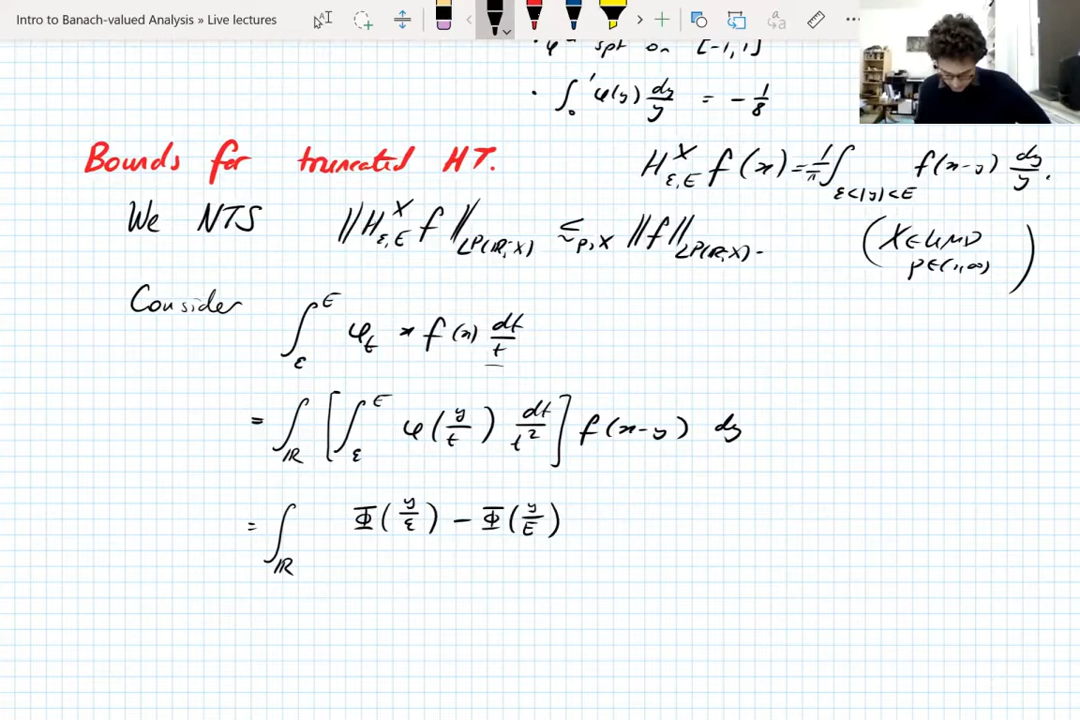 Intro to Banach-valued Analysis » Live lectures
· φ spt on [-1, 1]
· ∫₀¹ φ(y) dy/y = - 1/8
Bounds for truncated HT.
H^X_{ε,E} f(x) = 1/π ∫_{ε<|y|<E} f(x-y) dy/y.
We NTS ‖H^X_{ε,E} f‖_{L^p(ℝ;X)} ≲_{p,X} ‖f‖_{L^p(ℝ;X)}.
(X ∈ UMD
p∈(1,∞))
Consider ∫_ε^E φ_t * f(x) dt/t
= ∫_ℝ [∫_ε^E φ(y/t) dt/t²] f(x-y) dy
= ∫_ℝ Φ(y/ε) - Φ(y/E)